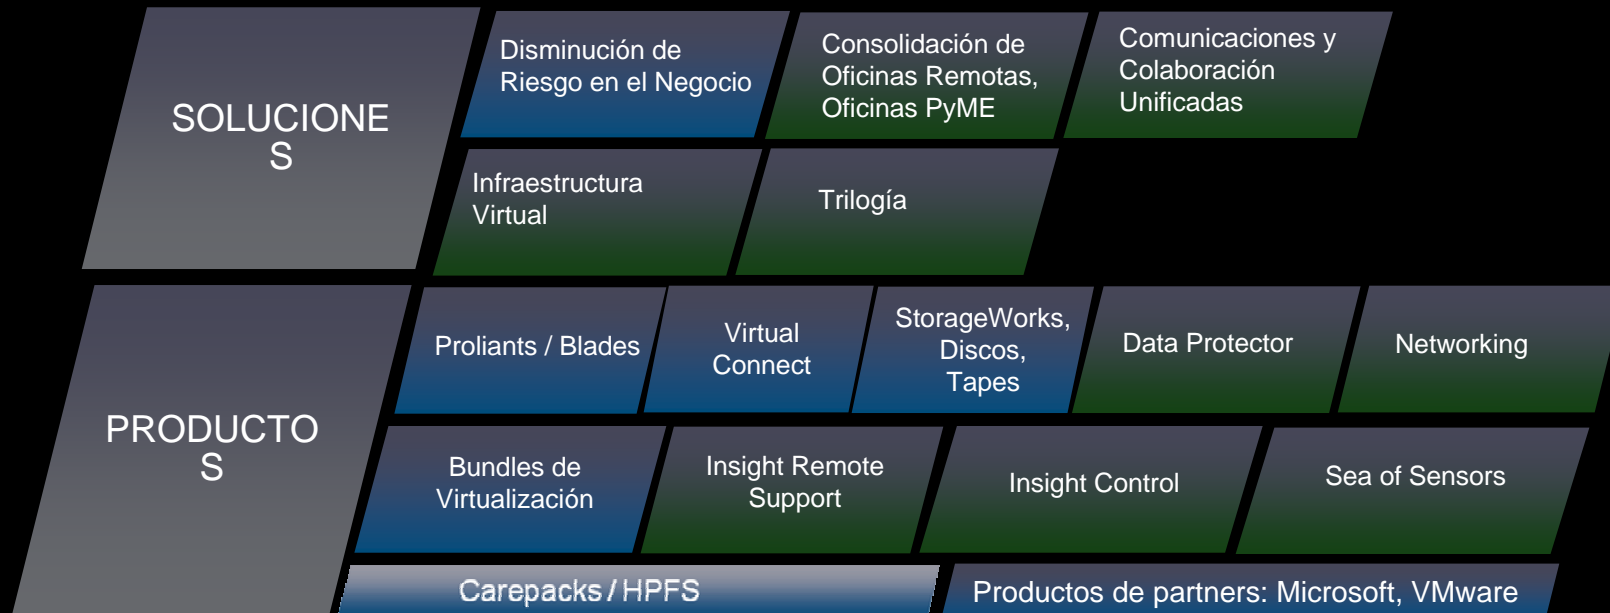 SOLUCIONE
S
Disminución de
Riesgo en el Negocio
Consolidación de
Oficinas Remotas,
Oficinas PyME
Comunicaciones y
Colaboración
Unificadas
Infraestructura
Virtual
Trilogía
PRODUCTO
S
Proliants / Blades
Virtual
Connect
StorageWorks,
Discos,
Tapes
Data Protector
Networking
Bundles de
Virtualización
Insight Remote
Support
Insight Control
Sea of Sensors
Carepacks / HPFS
Productos de partners: Microsoft, VMware